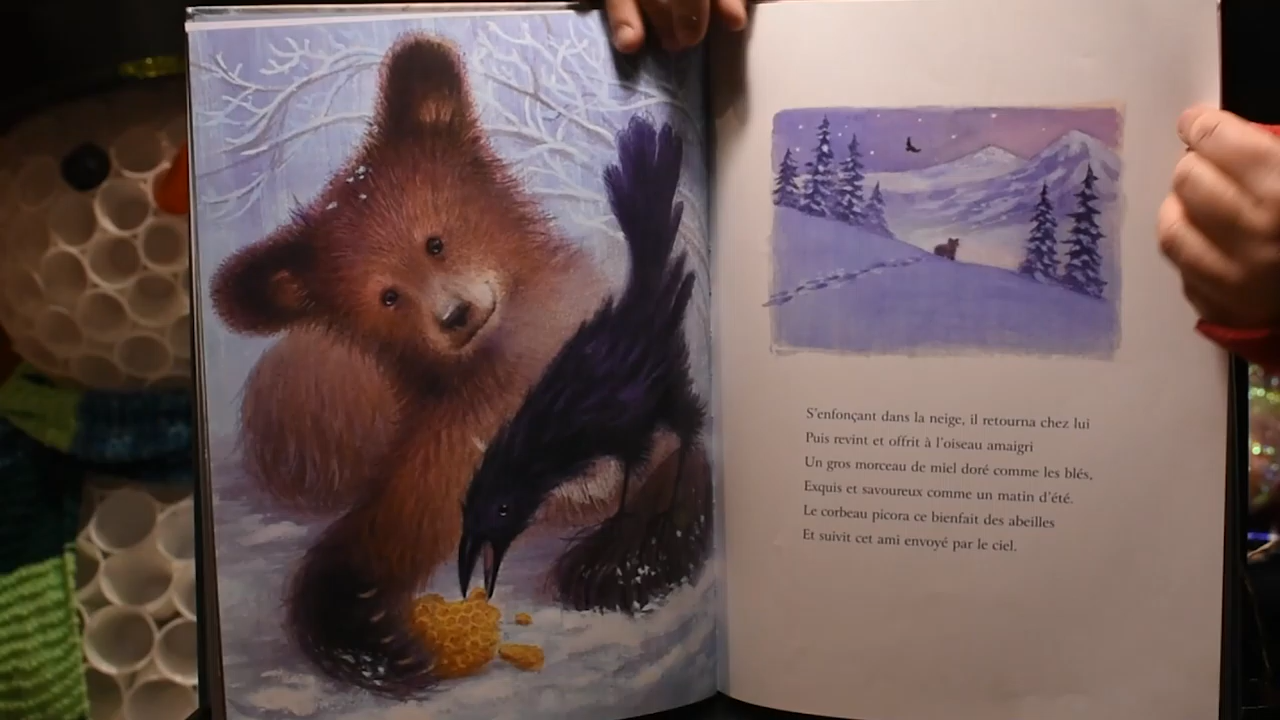 S'enfonçant dans la neige, il retourna chez lui
Puis revint et offrit à l'oiseau amaigri
Un gros morceau de miel doré comme les blés,
Exquis et savoureux comme un matin d'été.
Le corbeau picora ce bienfait des abeilles
Et suivit cet ami envoyé par le ciel.